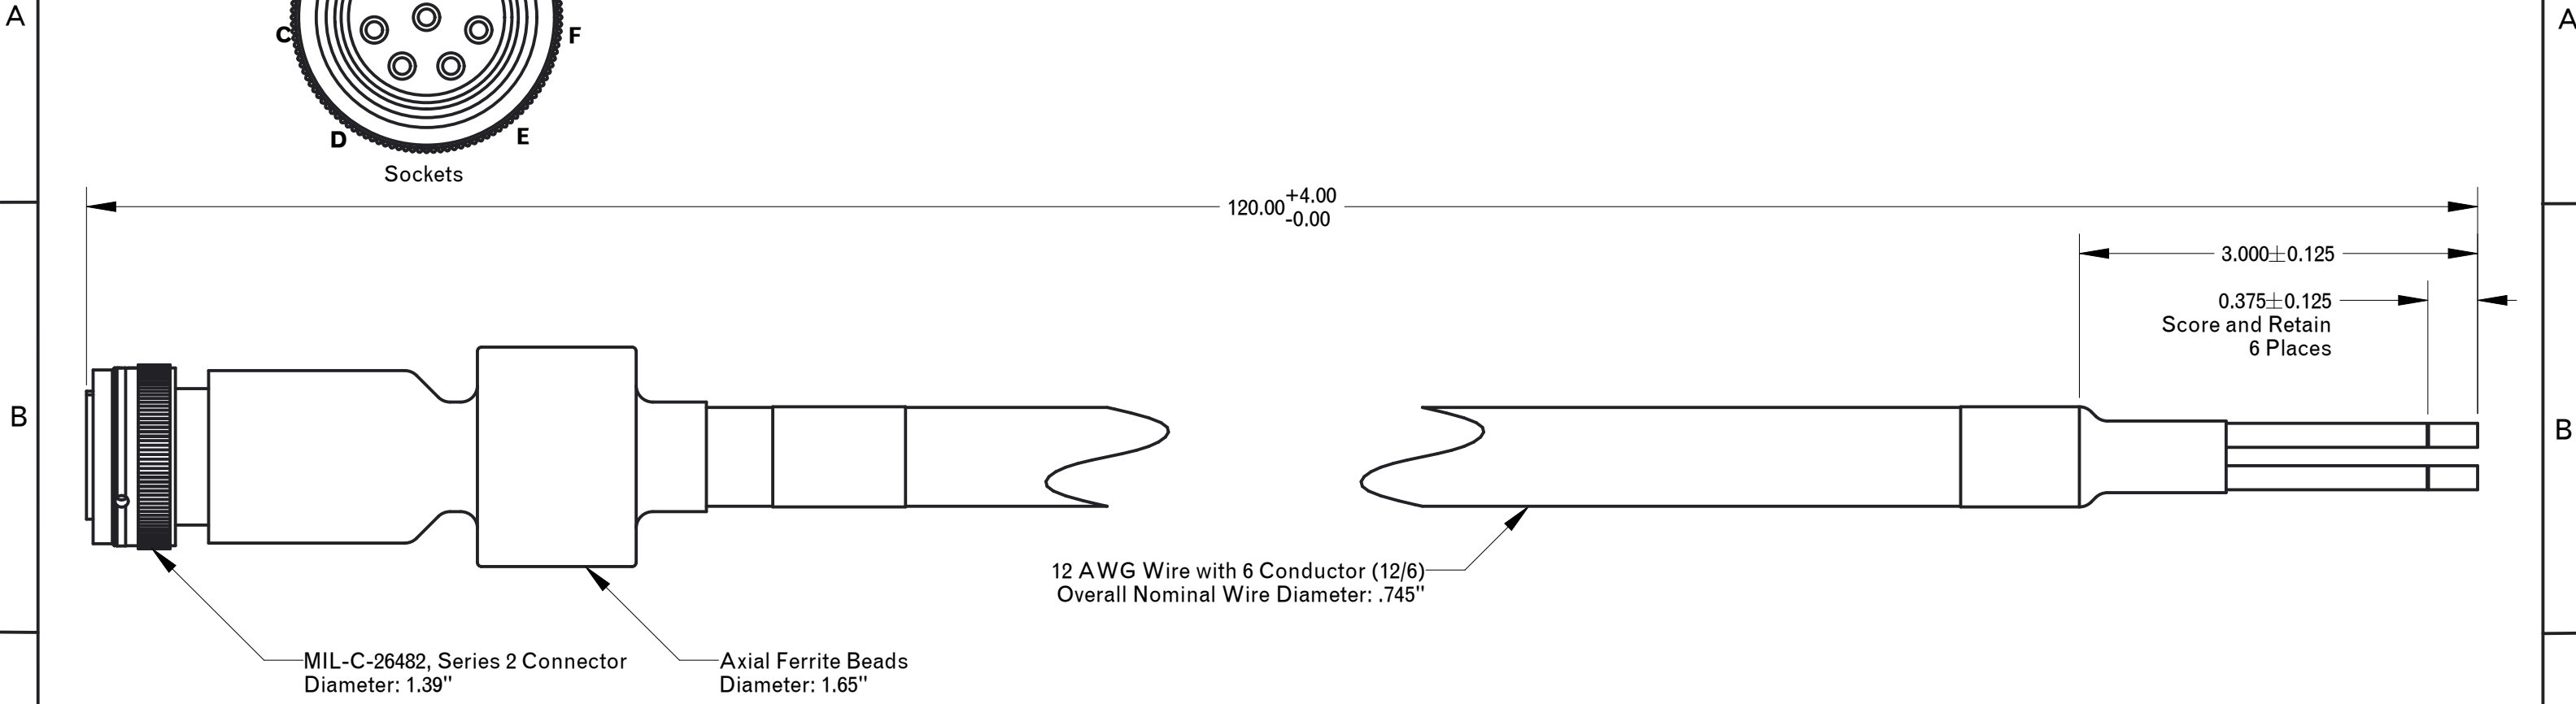 A
A
C
F
D
E
Sockets
120.00 +4.00
-0.00
3.000±0.125
0.375±0.125
Score and Retain
6 Places
B
B
12 AWG Wire with 6 Conductor (12/6)
Overall Nominal Wire Diameter: .745"
MIL-C-26482, Series 2 Connector
Diameter: 1.39"
Axial Ferrite Beads
Diameter: 1.65"